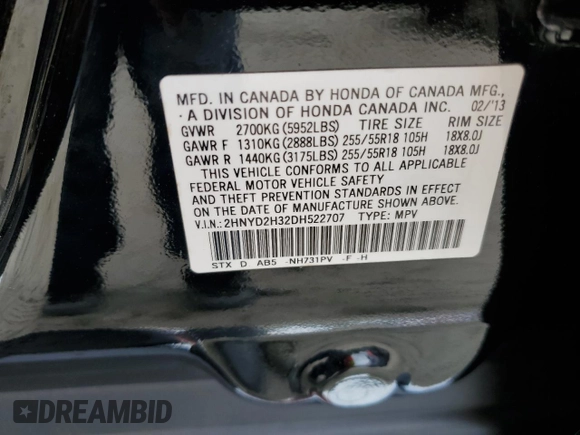 MFD. IN CANADA BY HONDA OF CANADA MFG.,
A DIVISION OF HONDA CANADA INC. 02/'13
GVWR 2700KG(5952LBS) TIRE SIZE RIM SIZE
GAWR F 1310KG(2888LBS) 255/55R18 105H 18X8.0J
GAWR R 1440KG(3175LBS) 255/55R18 105H 18X8.0J
THIS VEHICLE CONFORMS TO ALL APPLICABLE
FEDERAL MOTOR VEHICLE SAFETY
AND THEFT PREVENTION STANDARDS IN EFFECT
ON THE DATE OF MANUFACTURE SHOWN ABOVE.
V.I.N.: 2HNYD2H32DH522707 TYPE: MPV
STX D AB5 -NH731PV -F -H
DREAMBID